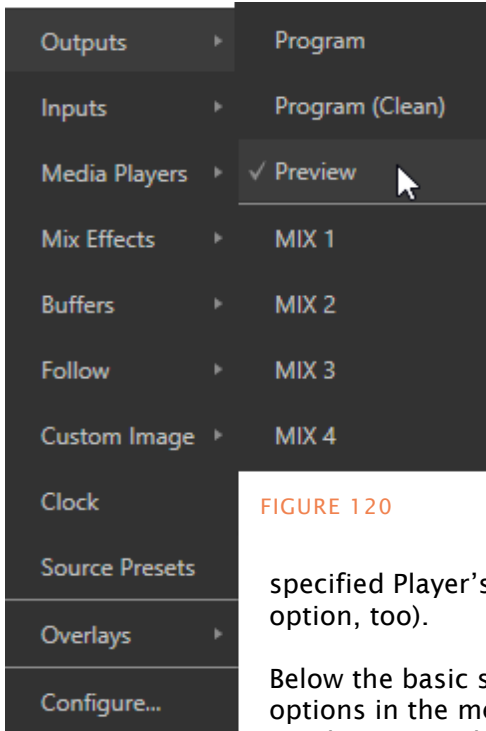 Outputs
Inputs
Media Players
Mix Effects
Buffers
Follow
Custom Image
Clock
Source Presets
Overlays
Configure...
Program
Program (Clean)
Preview
MIX 1
MIX 2
MIX 3
MIX 4
FIGURE 120
specified Player's
option, too).
Below the basic
options in the